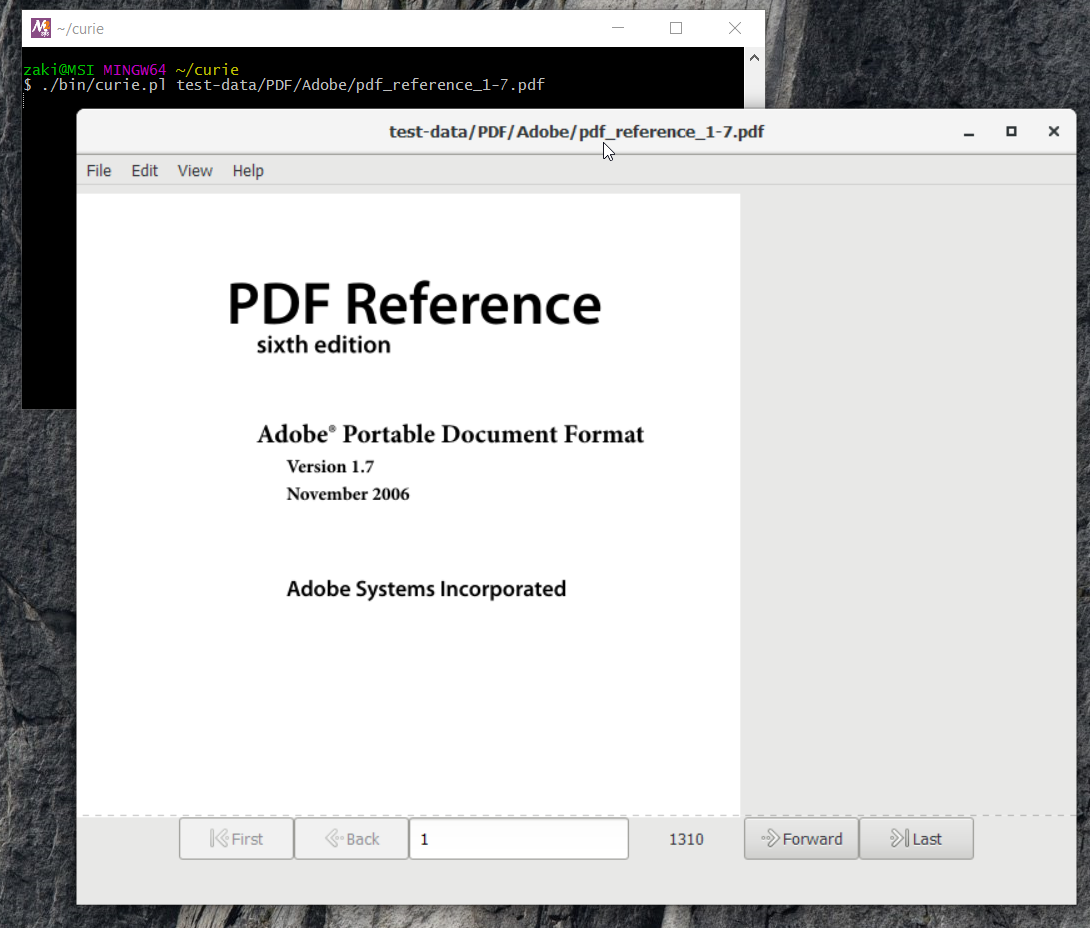 ~/curie
zaki@MSI MINGW64 ~/curie
$ ./bin/curie.pl test-data/PDF/Adobe/pdf_reference_1-7.pdf
test-data/PDF/Adobe/pdf_reference_1-7.pdf
File Edit View Help
PDF Reference
sixth edition
Adobe® Portable Document Format
Version 1.7
November 2006
Adobe Systems Incorporated
First Back 1 1310 Forward Last